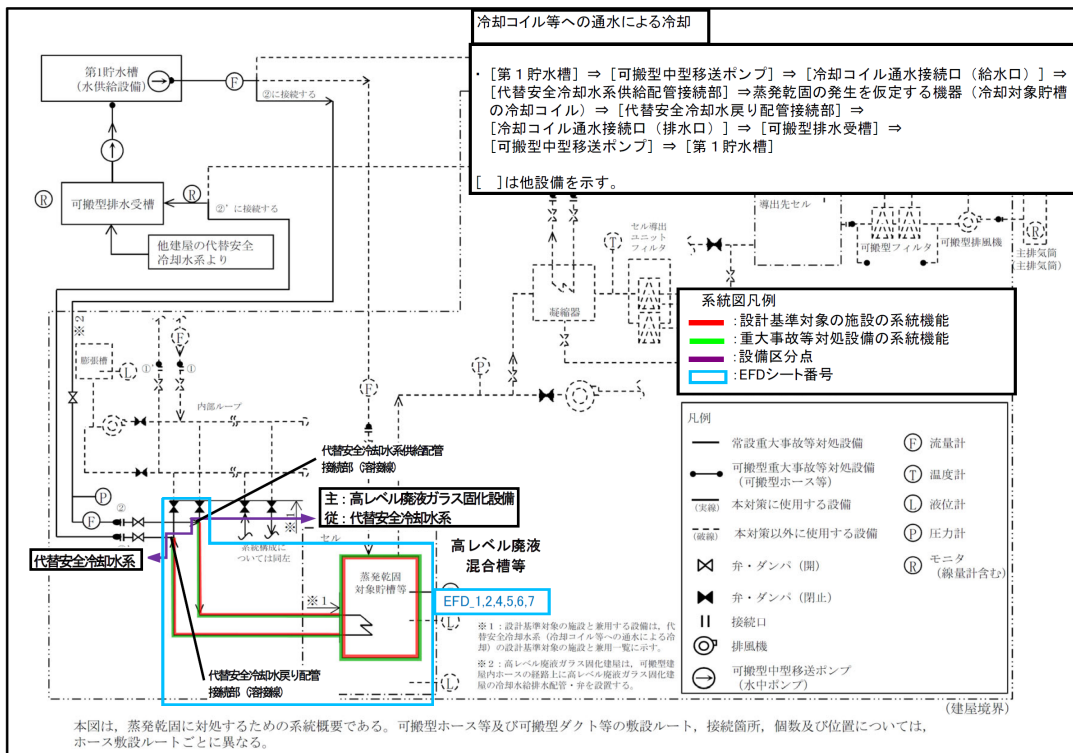 冷却コイル等への通水による冷却
・［第１貯水槽］⇒［可搬型中型移送ポンプ］⇒［冷却コイル通水接続口（給水口）］⇒
［代替安全冷却水系供給配管接続部］⇒蒸発乾固の発生を仮定する機器（冷却対象貯槽
の冷却コイル）⇒［代替安全冷却水戻り配管接続部］⇒
［冷却コイル通水接続口（排水口）］⇒［可搬型排水受槽］⇒
［可搬型中型移送ポンプ］⇒［第１貯水槽］
［　］は他設備を示す。
第1貯水槽
（水供給設備）
F
②に接続する
R
可搬型排水受槽
R
②’に接続する
他建屋の代替安全
冷却水系より
導出先セル
セル導出
ユニット
フィルタ
T
可搬型フィルタ
可搬型排風機
R
主排気筒
（主排気筒）
凝縮器
系統図凡例
：設計基準対象の施設の系統機能
：重大事故等対処設備の系統機能
：設備区分点
：EFDシート番号
※2
膨張槽
L
①’
F
①
F
P
内部ループ
代替安全冷却水系供給配管
接続部（溶接線）
P
②
F
主：高レベル廃液ガラス固化設備
従：代替安全冷却水系
※1
代替安全冷却水系
系統構成に
ついては同左
セル
高レベル廃液
混合槽等
蒸発乾固
対象貯槽等
※1
EFD_1,2,4,5,6,7
L
L
代替安全冷却水戻り配管
接続部（溶接線）
※1：設計基準対象の施設と兼用する設備は，代
替安全冷却水系（冷却コイル等への通水による冷
却）の設計基準対象の施設と兼用一覧に示す。
※2：高レベル廃液ガラス固化建屋は，可搬型建
屋内ホースの経路上に高レベル廃液ガラス固化建
屋の冷却水給排水配管・弁を設置する。
凡例
常設重大事故等対処設備
可搬型重大事故等対処設備
（可搬型ホース等）
（実線）
本対策に使用する設備
（破線）
本対策以外に使用する設備
弁・ダンパ（開）
弁・ダンパ（閉止）
接続口
排風機
可搬型中型移送ポンプ
（水中ポンプ）
F 流量計
T 温度計
L 液位計
P 圧力計
R モニタ
（線量計含む）
（建屋境界）
本図は，蒸発乾固に対処するための系統概要である。可搬型ホース等及び可搬型ダクト等の敷設ルート，接続箇所，個数及び位置については，
ホース敷設ルートごとに異なる。